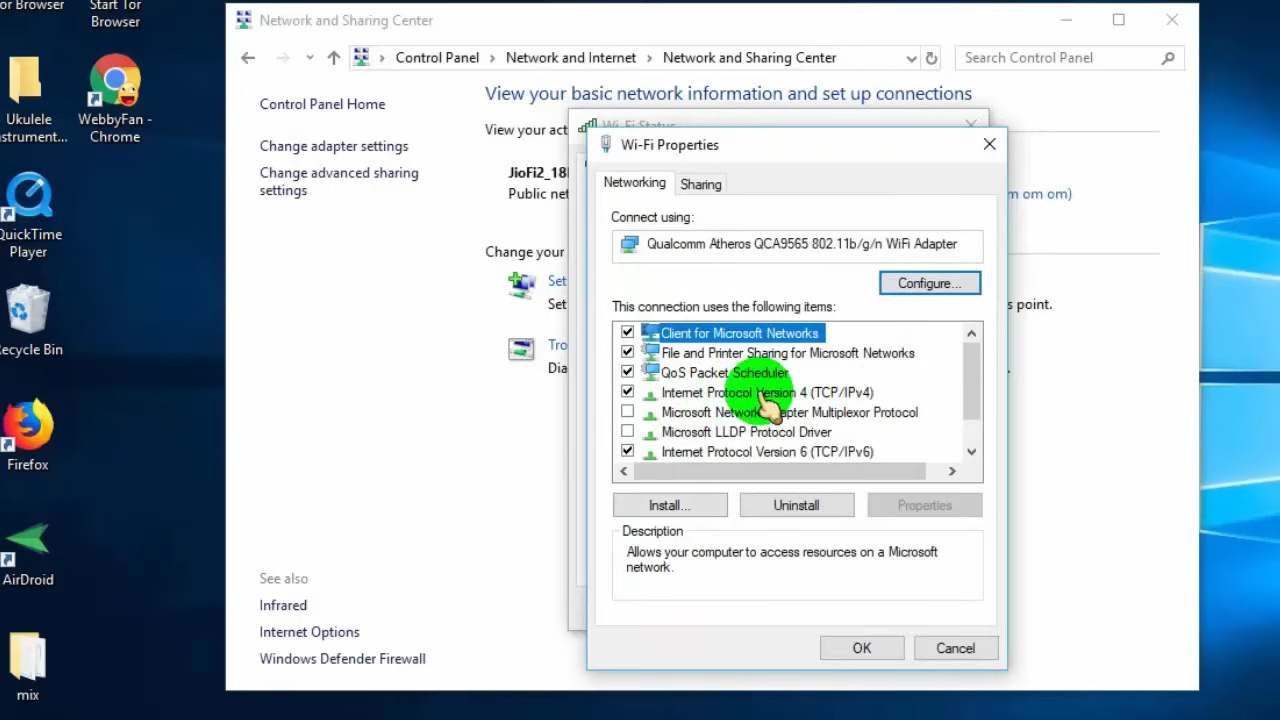 or Browser
Start Tor
Browser
Ukulele
nstrument...
WebbyFan -
Chrome
QuickTime
Player
Recycle Bin
Firefox
AirDroid
mix
Network and Sharing Center
Control Panel
Network and Internet
Network and Sharing Center
Search Control Panel
Control Panel Home
Change adapter settings
Change advanced sharing
settings
See also
Infrared
Internet Options
Windows Defender Firewall
View your basic network information and set up connections
View your act
JioFi2_18
Public net
m om om)
Change your
Set
Set
s point.
Tro
Dia
Wi-Fi Status
Wi-Fi Properties
Networking
Sharing
Connect using:
Qualcomm Atheros QCA9565 802.11b/g/n WiFi Adapter
Configure...
This connection uses the following items:
Client for Microsoft Networks
File and Printer Sharing for Microsoft Networks
QoS Packet Scheduler
Internet Protocol Version 4 (TCP/IPv4)
Microsoft Network Adapter Multiplexor Protocol
Microsoft LLDP Protocol Driver
Internet Protocol Version 6 (TCP/IPv6)
Install...
Uninstall
Properties
Description
Allows your computer to access resources on a Microsoft
network.
OK
Cancel